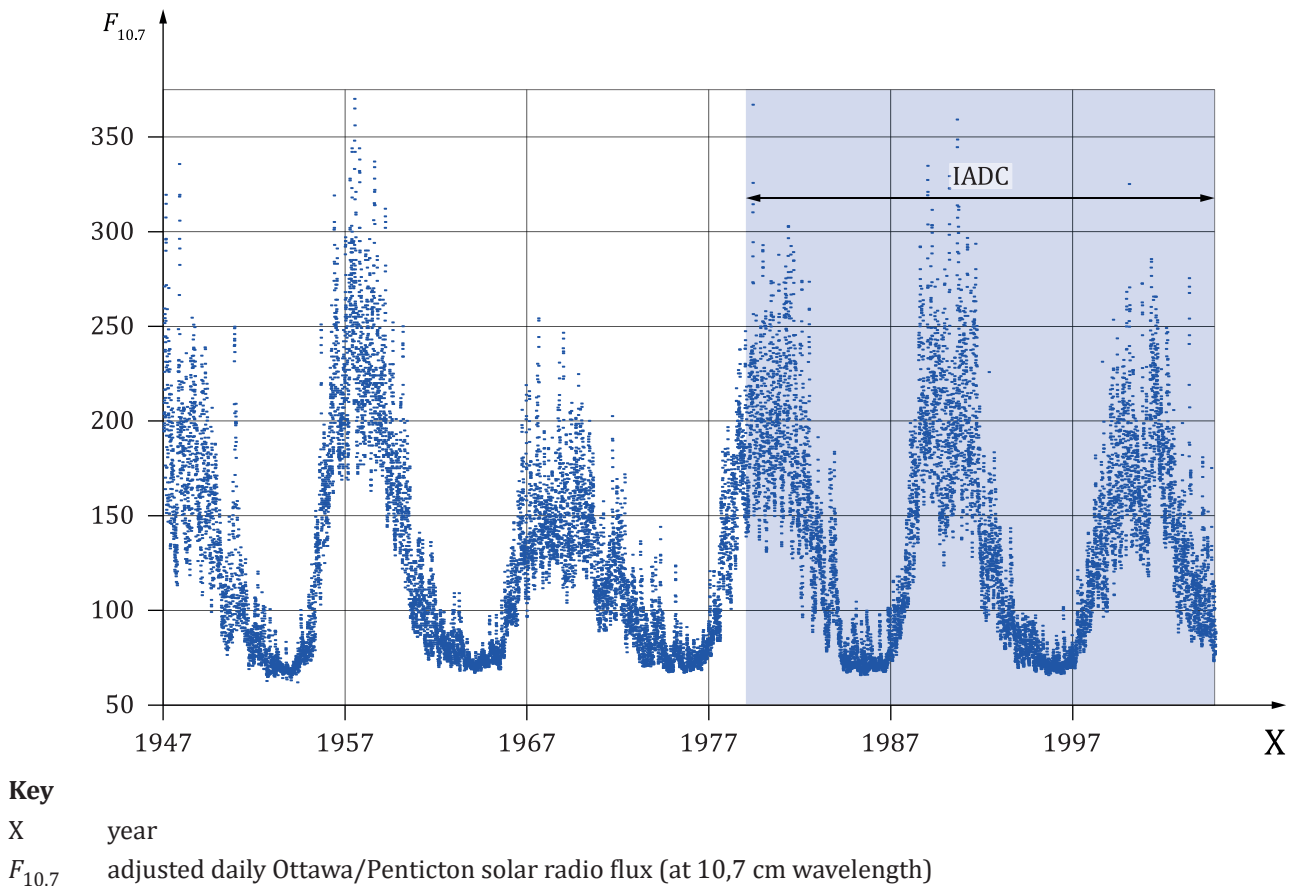 F10.7
350
IADC
300
250
200
150
100
50
1947 1957 1967 1977 1987 1997 X
Key
X year
F10.7 adjusted daily Ottawa/Penticton solar radio flux (at 10,7 cm wavelength)